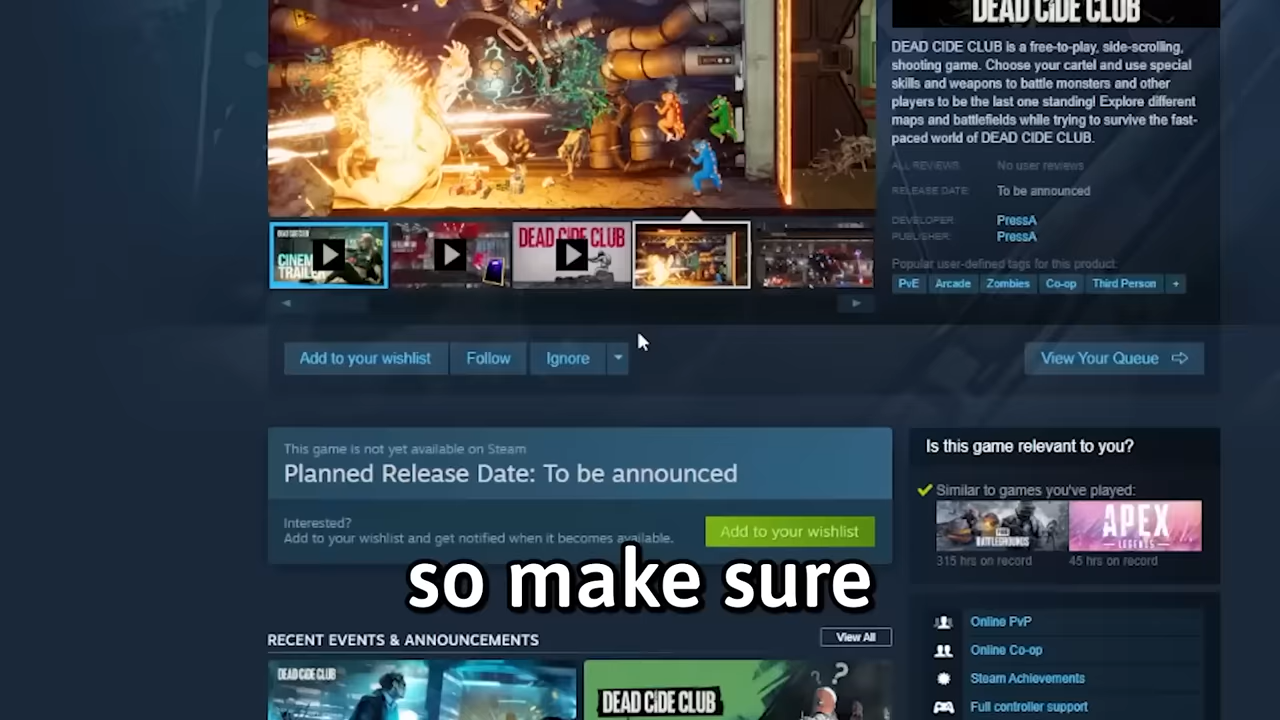 DEAD CIDE CLUB
DEAD CIDE CLUB is a free-to-play, side-scrolling,
shooting game. Choose your cartel and use special
skills and weapons to battle monsters and other
players to be the last one standing! Explore different
maps and battlefields while trying to survive the fast-
paced world of DEAD CIDE CLUB.
ALL REVIEWS: No user reviews
RELEASE DATE: To be announced
DEVELOPER: PressA
PUBLISHER: PressA
Popular user-defined tags for this product:
PvE Arcade Zombies Co-op Third Person +
CINEM
TRAILER
DEAD CIDE CLUB
Add to your wishlist Follow Ignore View Your Queue
This game is not yet available on Steam
Planned Release Date: To be announced
Interested?
Add to your wishlist and get notified when it becomes available.
Add to your wishlist
Is this game relevant to you?
Similar to games you've played:
BATTLEGROUNDS
APEX
LEGENDS
315 hrs on record 45 hrs on record
so make sure
RECENT EVENTS & ANNOUNCEMENTS View All
DEAD CIDE CLUB
DEAD CIDE CLUB
? ?
Online PvP
Online Co-op
Steam Achievements
Full controller support